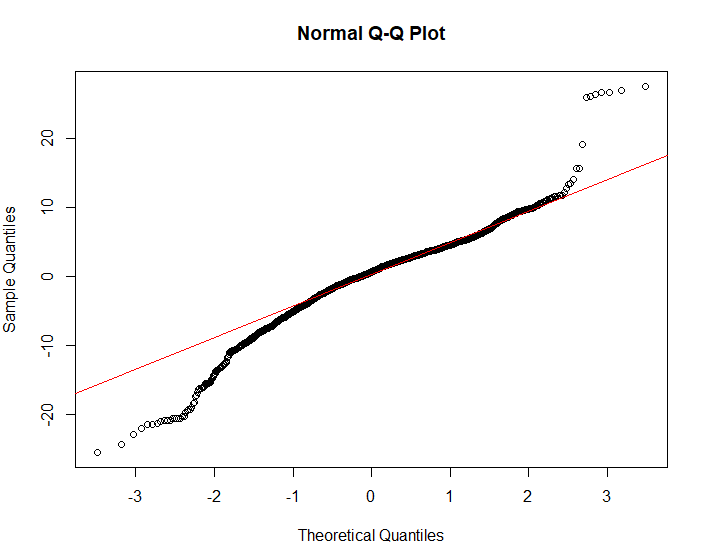 Normal Q-Q Plot
Sample Quantiles
20
10
0
-10
-20
-3 -2 -1 0 1 2 3
Theoretical Quantiles